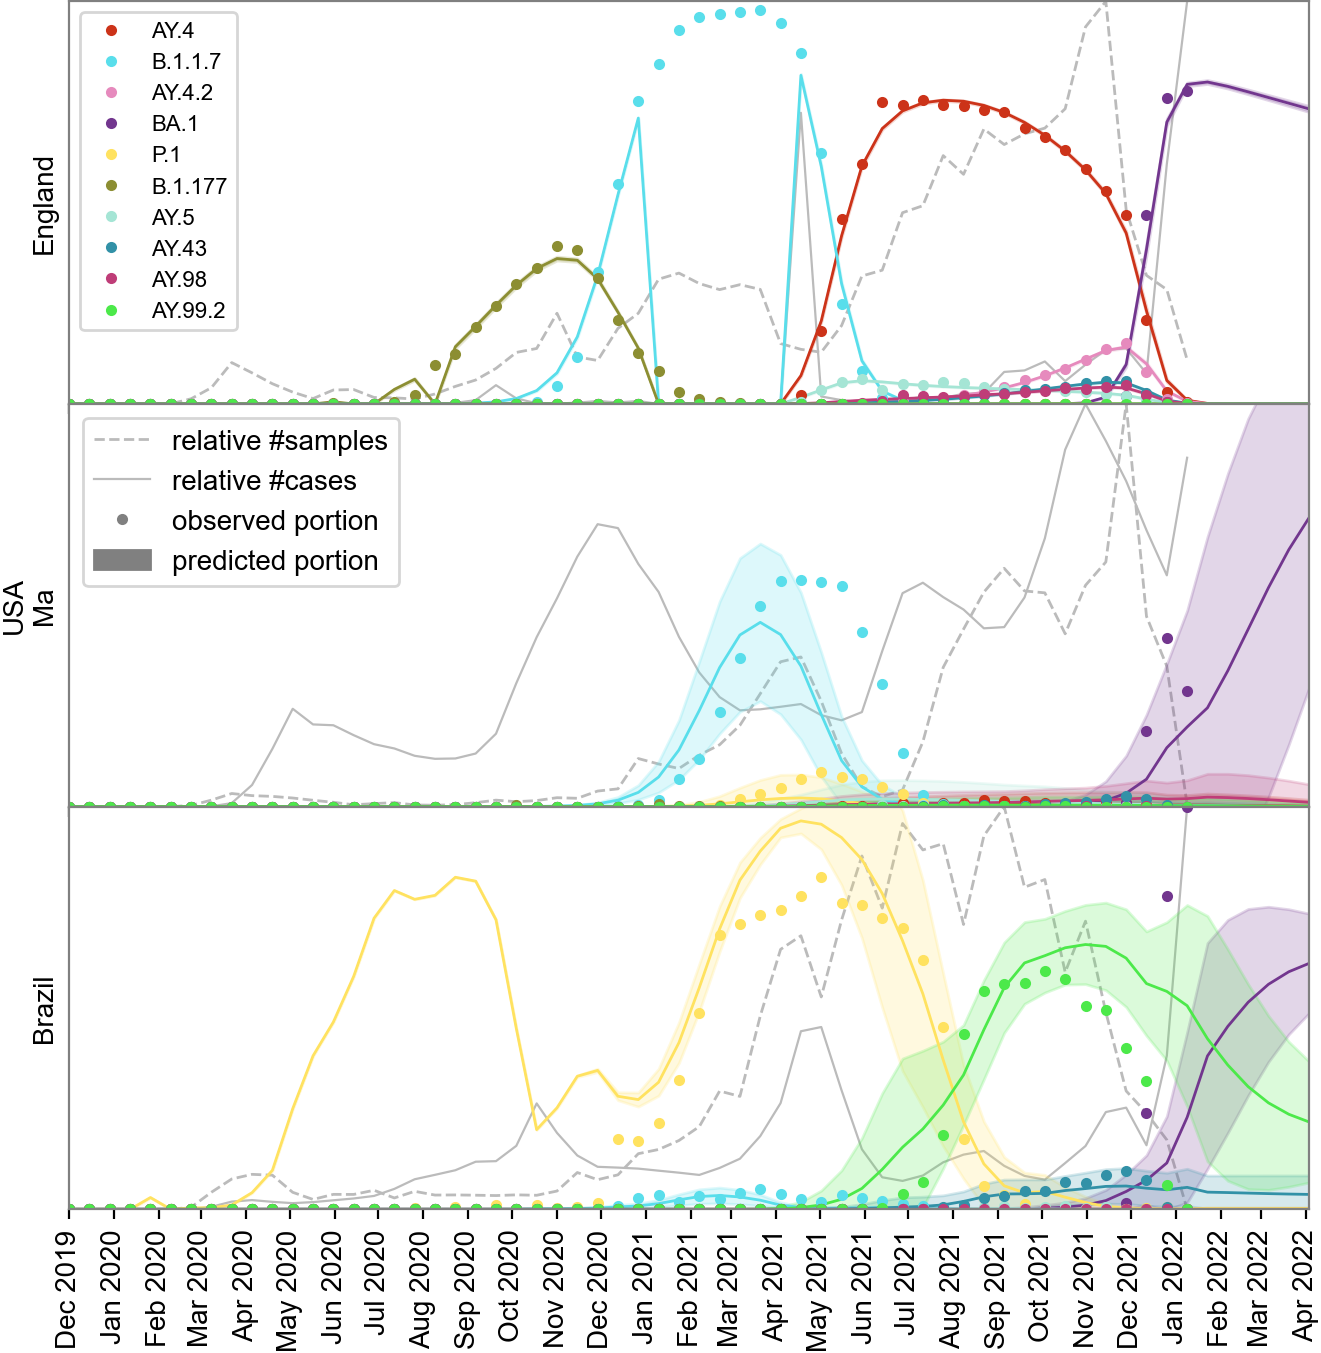 England
AY.4
B.1.1.7
AY.4.2
BA.1
P.1
B.1.177
AY.5
AY.43
AY.98
AY.99.2
USA
Ma
relative #samples
relative #cases
observed portion
predicted portion
Brazil
Dec 2019
Jan 2020
Feb 2020
Mar 2020
Apr 2020
May 2020
Jun 2020
Jul 2020
Aug 2020
Sep 2020
Oct 2020
Nov 2020
Dec 2020
Jan 2021
Feb 2021
Mar 2021
Apr 2021
May 2021
Jun 2021
Jul 2021
Aug 2021
Sep 2021
Oct 2021
Nov 2021
Dec 2021
Jan 2022
Feb 2022
Mar 2022
Apr 2022